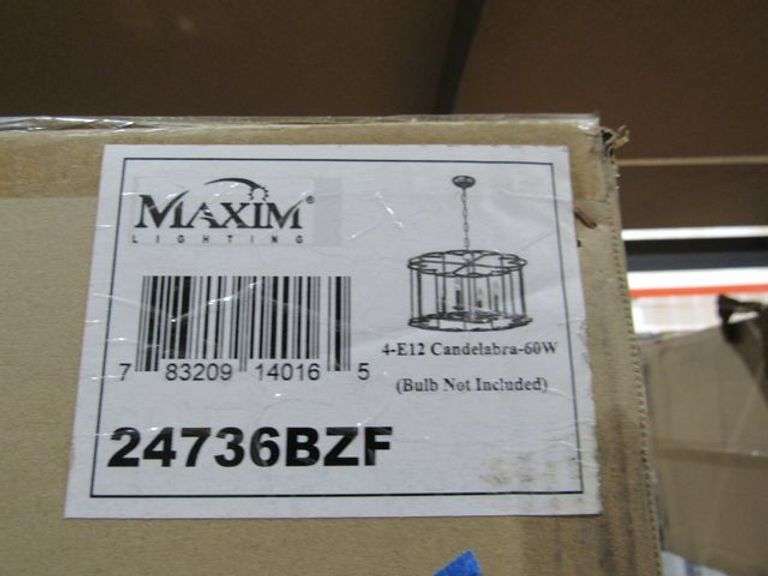 MAXIM®
LIGHTING
4-E12 Candelabra-60W
(Bulb Not Included)
7 83209 14016 5
24736BZF